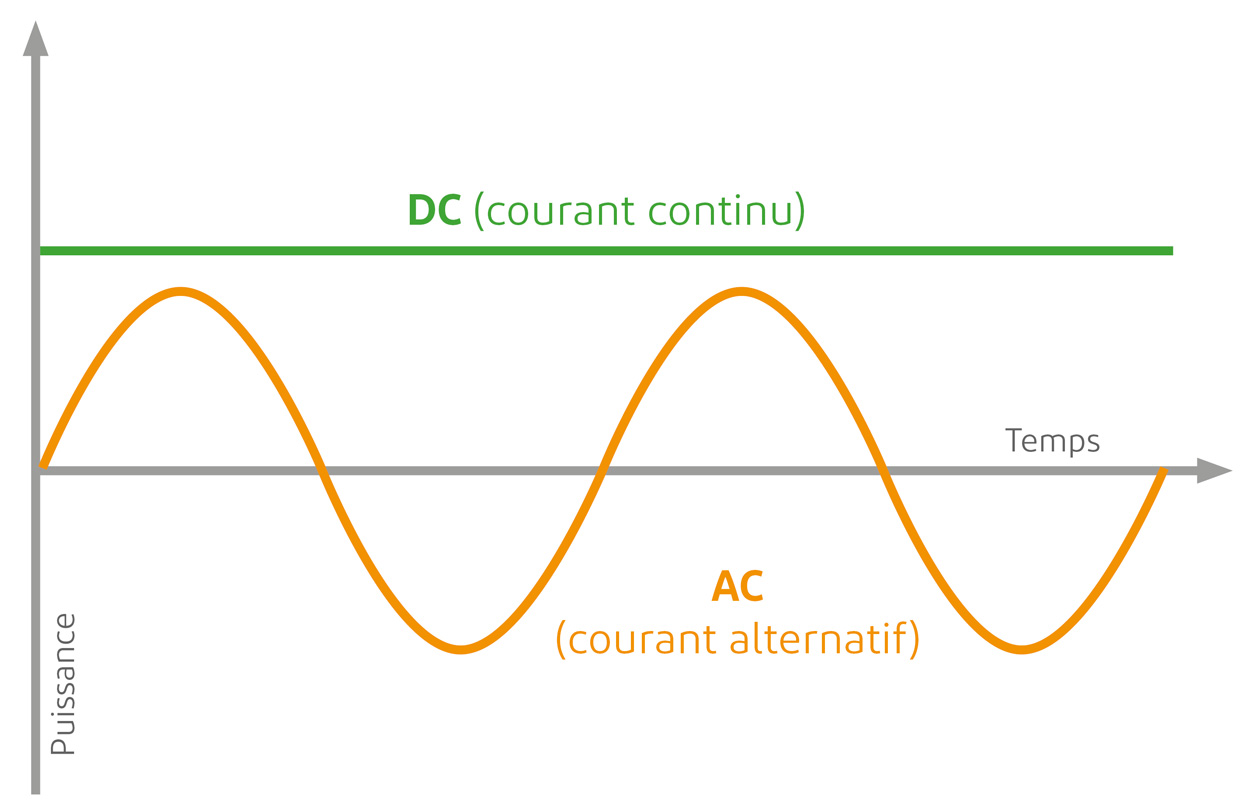 DC (courant continu)
Temps
AC
(courant alternatif)
Puissance